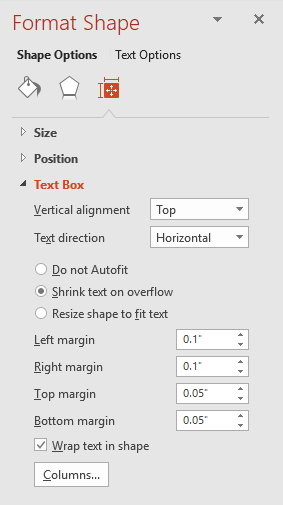 Format Shape
Shape Options Text Options
Size
Position
Text Box
Vertical alignment Top
Text direction Horizontal
Do not Autofit
Shrink text on overflow
Resize shape to fit text
Left margin 0.1"
Right margin 0.1"
Top margin 0.05"
Bottom margin 0.05"
Wrap text in shape
Columns...